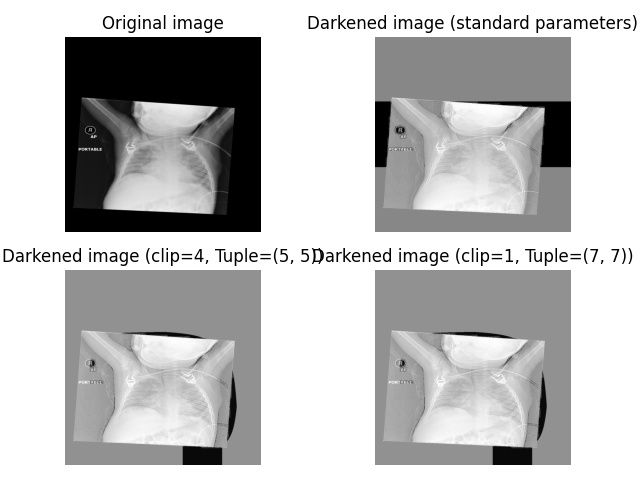 Original image
Darkened image (standard parameters)
R
AP
PORTABLE
Darkened image (clip=4, Tuple=(5, 5))
Darkened image (clip=1, Tuple=(7, 7))